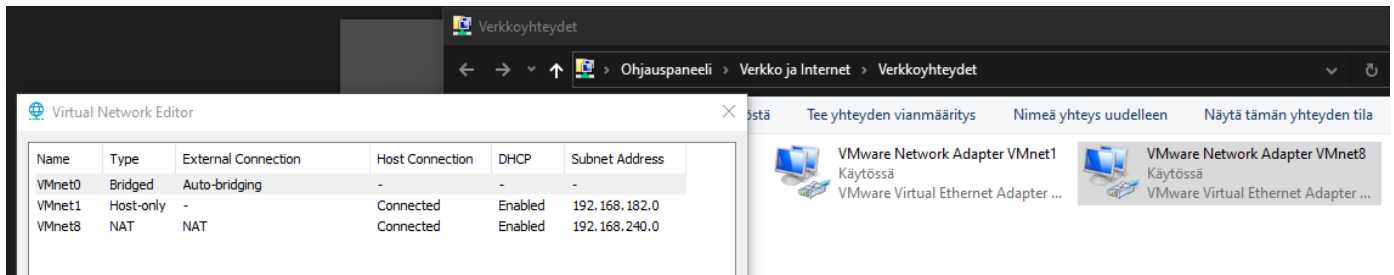 Verkkoyhteydet
Ohjauspaneeli > Verkko ja Internet > Verkkoyhteydet
Virtual Network Editor
östä Tee yhteyden vianmääritys Nimeä yhteys uudelleen Näytä tämän yhteyden tila
Name Type External Connection Host Connection DHCP Subnet Address
VMnet0 Bridged Auto-bridging - - -
VMnet1 Host-only - Connected Enabled 192.168.182.0
VMnet8 NAT NAT Connected Enabled 192.168.240.0
VMware Network Adapter VMnet1
Käytössä
VMware Virtual Ethernet Adapter ...
VMware Network Adapter VMnet8
Käytössä
VMware Virtual Ethernet Adapter ...